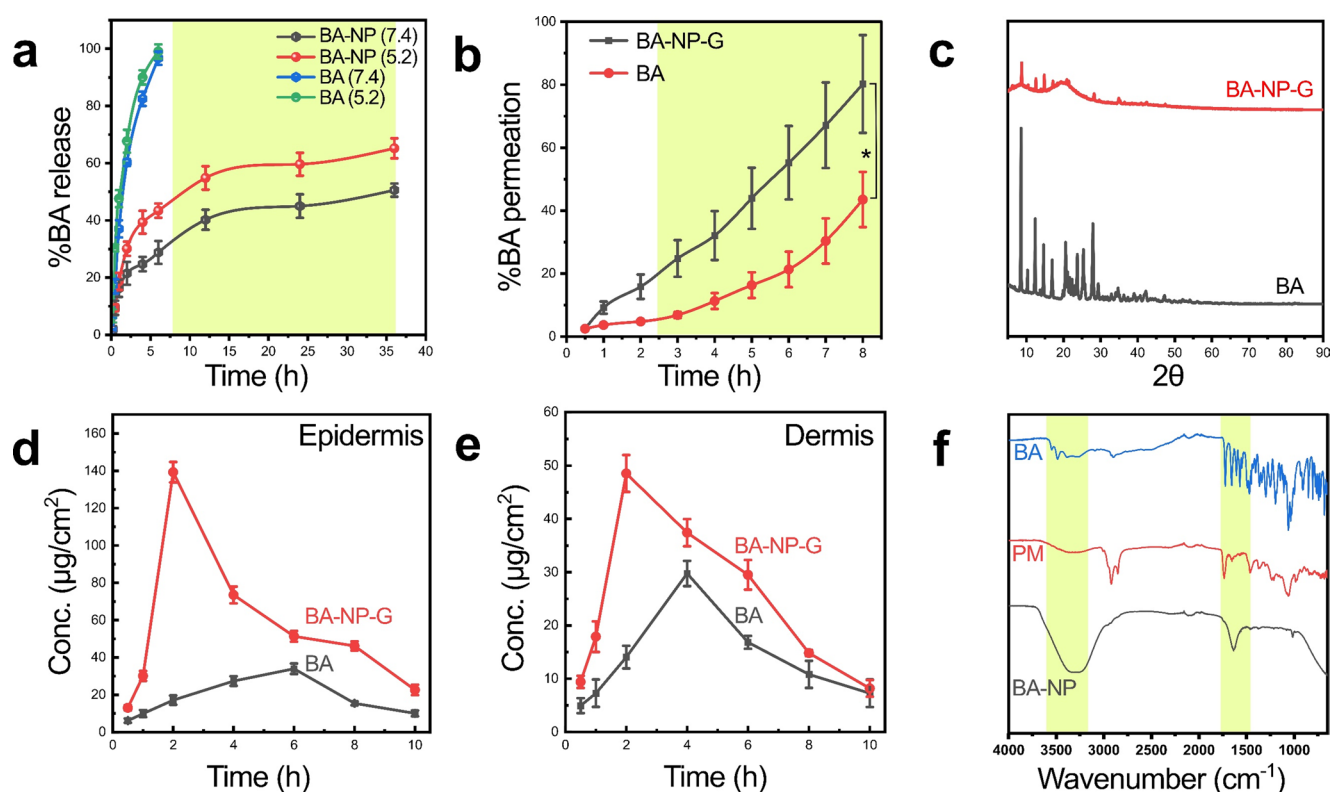 a
%BA release
100
80
60
40
20
0
0 5 10 15 20 25 30 35 40
Time (h)
BA-NP (7.4)
BA-NP (5.2)
BA (7.4)
BA (5.2)
b
%BA permeation
100
80
60
40
20
0
0 1 2 3 4 5 6 7 8
Time (h)
BA-NP-G
BA
*
c
BA-NP-G
BA
10 20 30 40 50 60 70 80 90
2θ
d
Epidermis
Conc. (µg/cm²)
160
140
120
100
80
60
40
20
0
0 2 4 6 8 10
Time (h)
BA-NP-G
BA
e
Dermis
Conc. (µg/cm²)
60
50
40
30
20
10
0
0 2 4 6 8 10
Time (h)
BA-NP-G
BA
f
BA
PM
BA-NP
4000 3500 3000 2500 2000 1500 1000
Wavenumber (cm⁻¹)